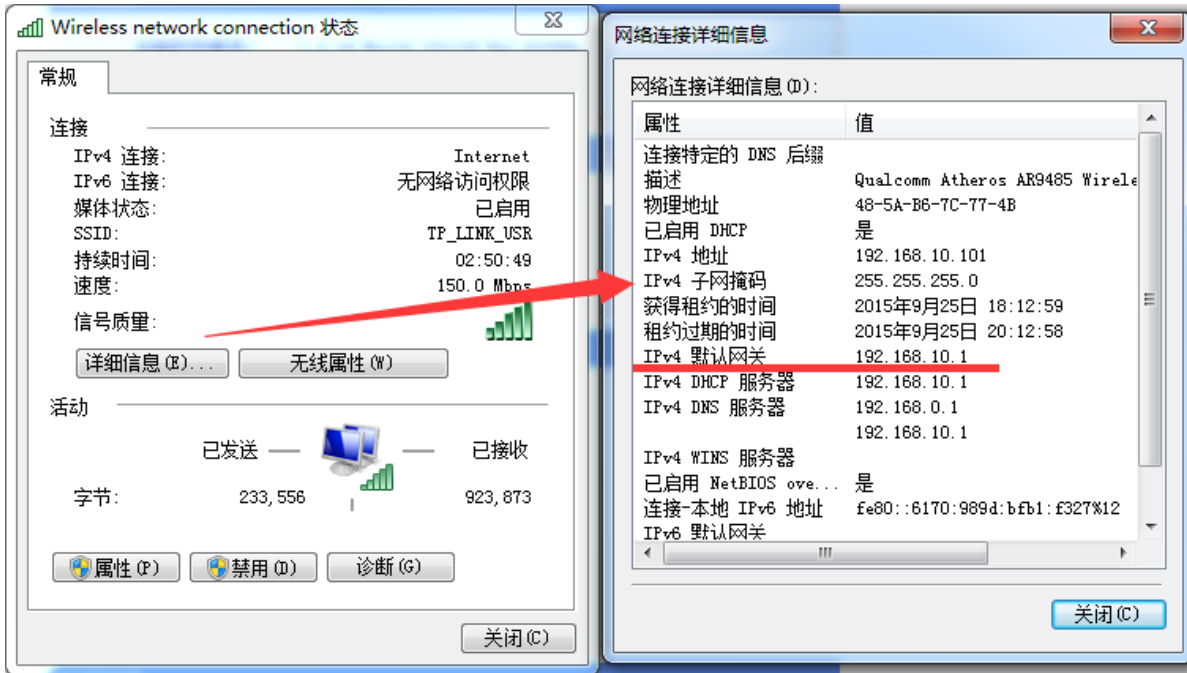 Wireless network connection 状态
常规
连接
IPv4 连接: Internet
IPv6 连接: 无网络访问权限
媒体状态: 已启用
SSID: TP_LINK_USR
持续时间: 02:50:49
速度: 150.0 Mbps
信号质量:
详细信息(E)... 无线属性(W)
活动
已发送 — — 已接收
字节: 233,556 923,873
属性(P) 禁用(D) 诊断(G)
关闭(C)
网络连接详细信息
网络连接详细信息(D):
属性 值
连接特定的 DNS 后缀
描述 Qualcomm Atheros AR9485 Wirele
物理地址 48-5A-B6-7C-77-4B
已启用 DHCP 是
IPv4 地址 192.168.10.101
IPv4 子网掩码 255.255.255.0
获得租约的时间 2015年9月25日 18:12:59
租约过期的时间 2015年9月25日 20:12:58
IPv4 默认网关 192.168.10.1
IPv4 DHCP 服务器 192.168.10.1
IPv4 DNS 服务器 192.168.0.1
192.168.10.1
IPv4 WINS 服务器
已启用 NetBIOS ove... 是
连接-本地 IPv6 地址 fe80::6170:989d:bfb1:f327%12
IPv6 默认网关
关闭(C)